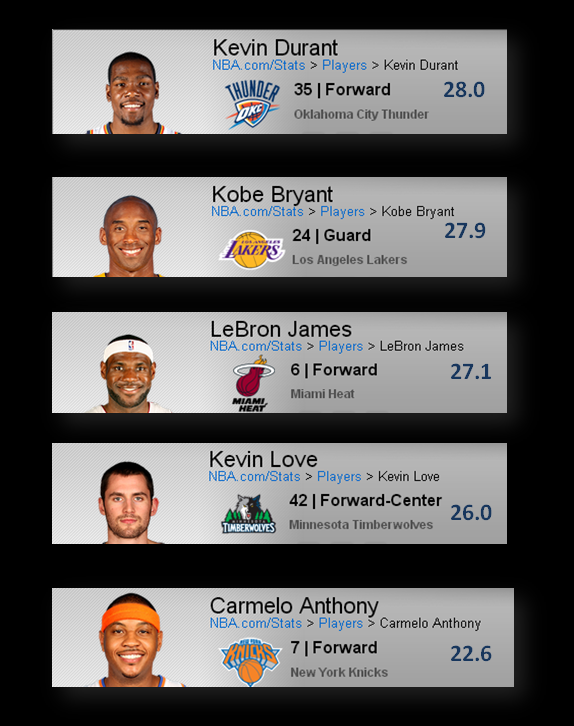 Kevin Durant
NBA.com/Stats > Players > Kevin Durant
THUNDER
OKC
35 | Forward
28.0
Oklahoma City Thunder
Kobe Bryant
NBA.com/Stats > Players > Kobe Bryant
LOS ANGELES
LAKERS
24 | Guard
27.9
Los Angeles Lakers
LeBron James
NBA.com/Stats > Players > LeBron James
MIAMI
HEAT
6 | Forward
27.1
Miami Heat
Kevin Love
NBA.com/Stats > Players > Kevin Love
MINNESOTA
TIMBERWOLVES
42 | Forward-Center
26.0
Minnesota Timberwolves
Carmelo Anthony
NBA.com/Stats > Players > Carmelo Anthony
NEW YORK
KNICKS
7 | Forward
22.6
New York Knicks